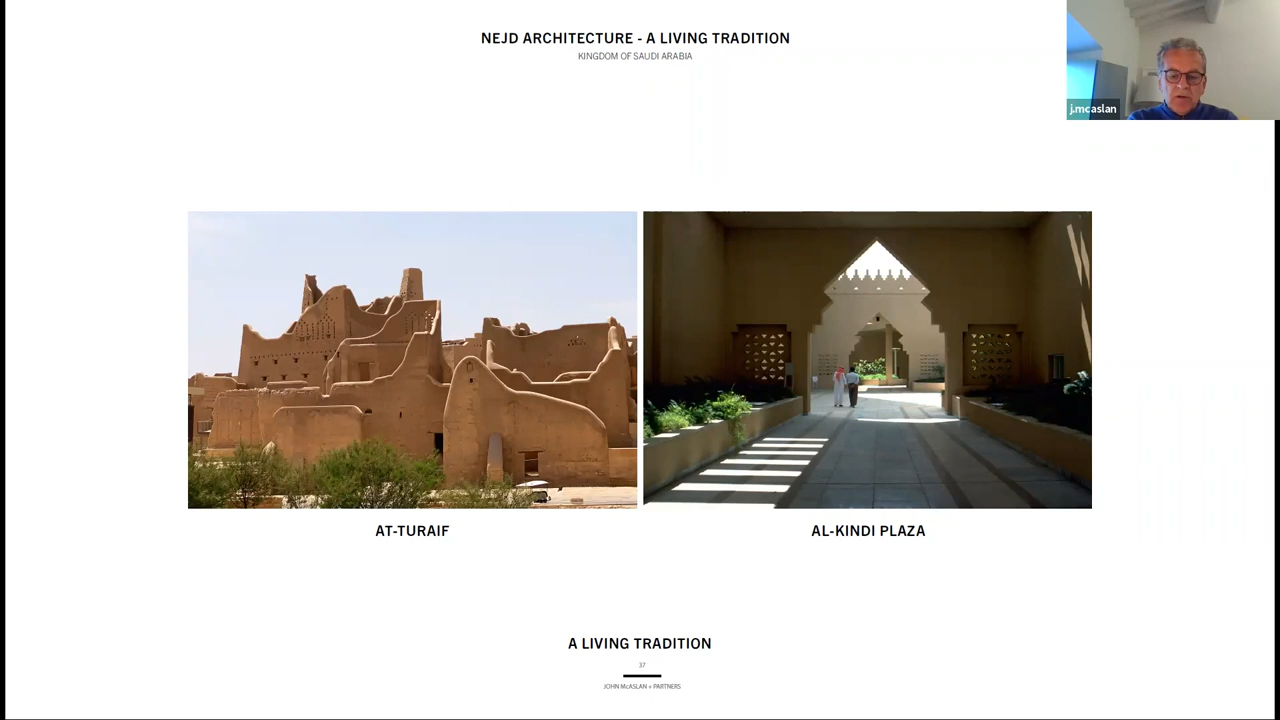 NEJD ARCHITECTURE - A LIVING TRADITION
KINGDOM OF SAUDI ARABIA
j.mcaslan
AT-TURAIF
AL-KINDI PLAZA
A LIVING TRADITION
37
JOHN McASLAN + PARTNERS